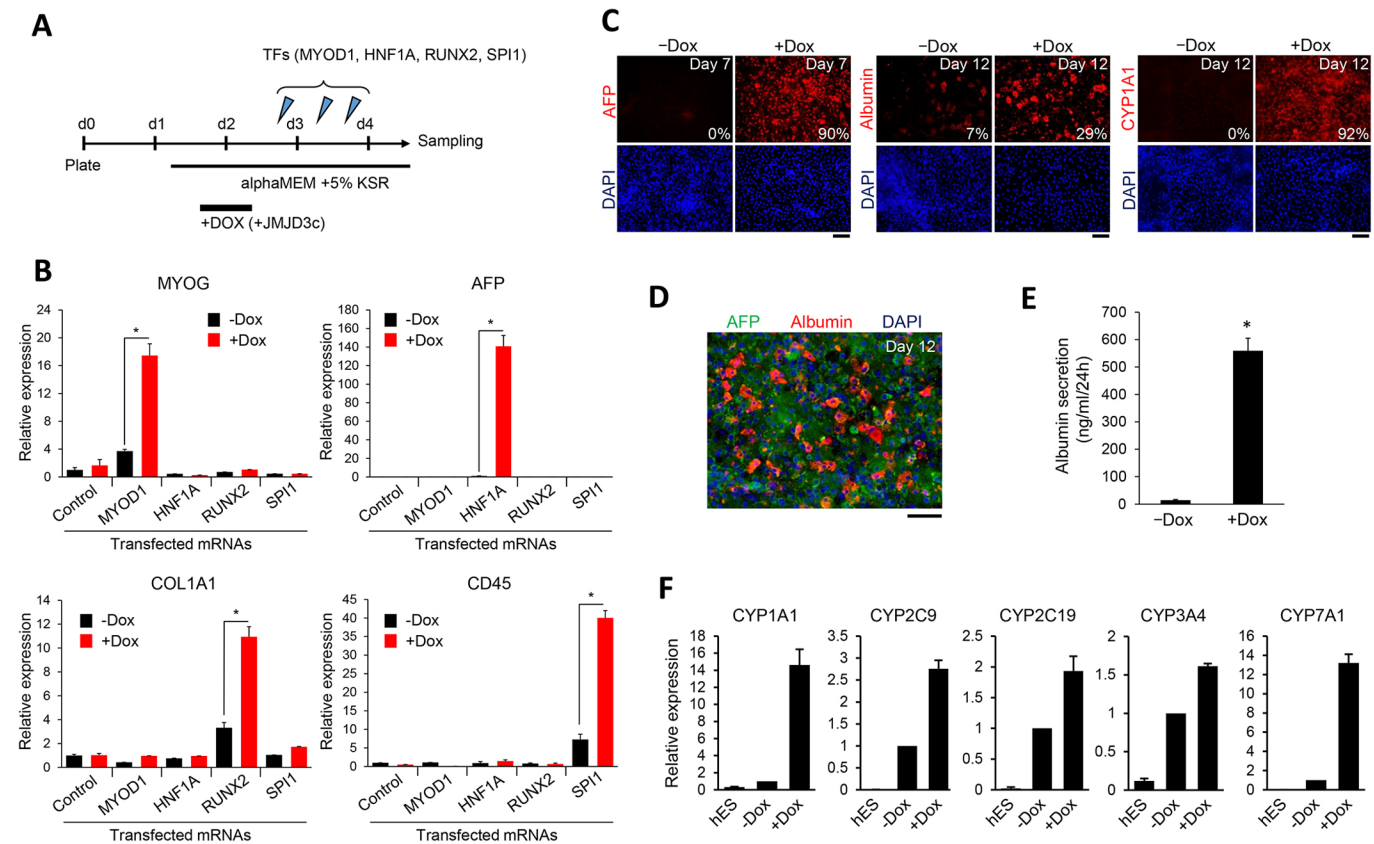 A
TFs (MYOD1, HNF1A, RUNX2, SPI1)
d0 d1 d2 d3 d4
Sampling
Plate
alphaMEM +5% KSR
+DOX (+JMJD3c)
B
MYOG
Relative expression
24
20
16
12
8
4
0
-Dox
+Dox
*
Control MYOD1 HNF1A RUNX2 SPI1
Transfected mRNAs
AFP
Relative expression
180
160
140
120
100
80
60
40
20
0
-Dox
+Dox
*
Control MYOD1 HNF1A RUNX2 SPI1
Transfected mRNAs
COL1A1
Relative expression
14
12
10
8
6
4
2
0
-Dox
+Dox
*
Control MYOD1 HNF1A RUNX2 SPI1
Transfected mRNAs
CD45
Relative expression
45
40
35
30
25
20
15
10
5
0
-Dox
+Dox
*
Control MYOD1 HNF1A RUNX2 SPI1
Transfected mRNAs
C
−Dox +Dox
AFP
Day 7 Day 7
0% 90%
DAPI
−Dox +Dox
Albumin
Day 12 Day 12
7% 29%
DAPI
−Dox +Dox
CYP1A1
Day 12 Day 12
0% 92%
DAPI
D
AFP Albumin DAPI
Day 12
E
Albumin secretion
(ng/ml/24h)
700
600
500
400
300
200
100
0
*
−Dox +Dox
F
Relative expression
CYP1A1
18
16
14
12
10
8
6
4
2
0
hES -Dox +Dox
CYP2C9
3.5
3
2.5
2
1.5
1
0.5
0
hES -Dox +Dox
CYP2C19
2.5
2
1.5
1
0.5
0
hES -Dox +Dox
CYP3A4
2
1.5
1
0.5
0
hES -Dox +Dox
CYP7A1
16
14
12
10
8
6
4
2
0
hES -Dox +Dox